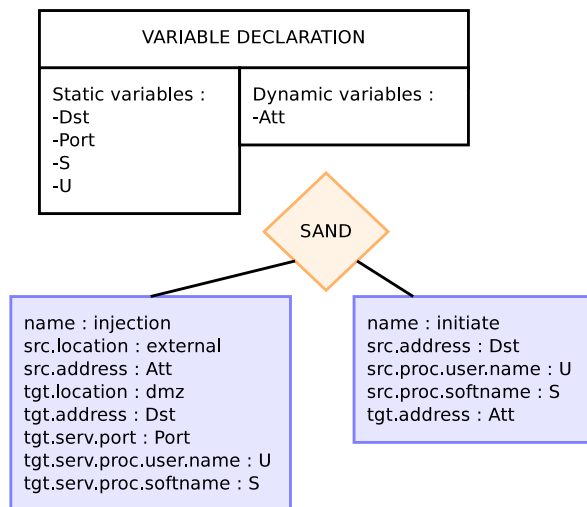 VARIABLE DECLARATION
Static variables :
-Dst
-Port
-S
-U
Dynamic variables :
-Att
SAND
name : injection
src.location : external
src.address : Att
tgt.location : dmz
tgt.address : Dst
tgt.serv.port : Port
tgt.serv.proc.user.name : U
tgt.serv.proc.softname : S
name : initiate
src.address : Dst
src.proc.user.name : U
src.proc.softname : S
tgt.address : Att